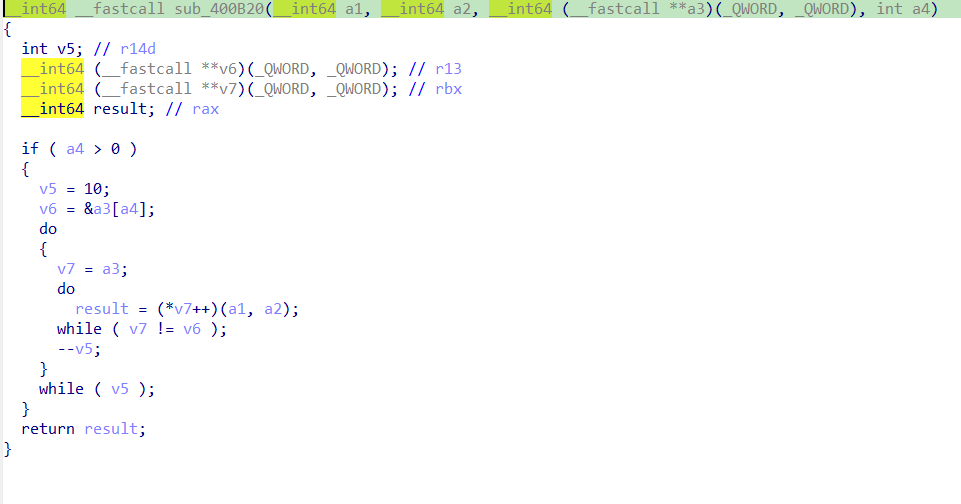 __int64 __fastcall sub_400B20(__int64 a1, __int64 a2, __int64 (__fastcall **a3)(_QWORD, _QWORD), int a4)
{
  int v5; // r14d
  __int64 (__fastcall **v6)(_QWORD, _QWORD); // r13
  __int64 (__fastcall **v7)(_QWORD, _QWORD); // rbx
  __int64 result; // rax

  if ( a4 > 0 )
  {
    v5 = 10;
    v6 = &a3[a4];
    do
    {
      v7 = a3;
      do
        result = (*v7++)(a1, a2);
      while ( v7 != v6 );
      --v5;
    }
    while ( v5 );
  }
  return result;
}